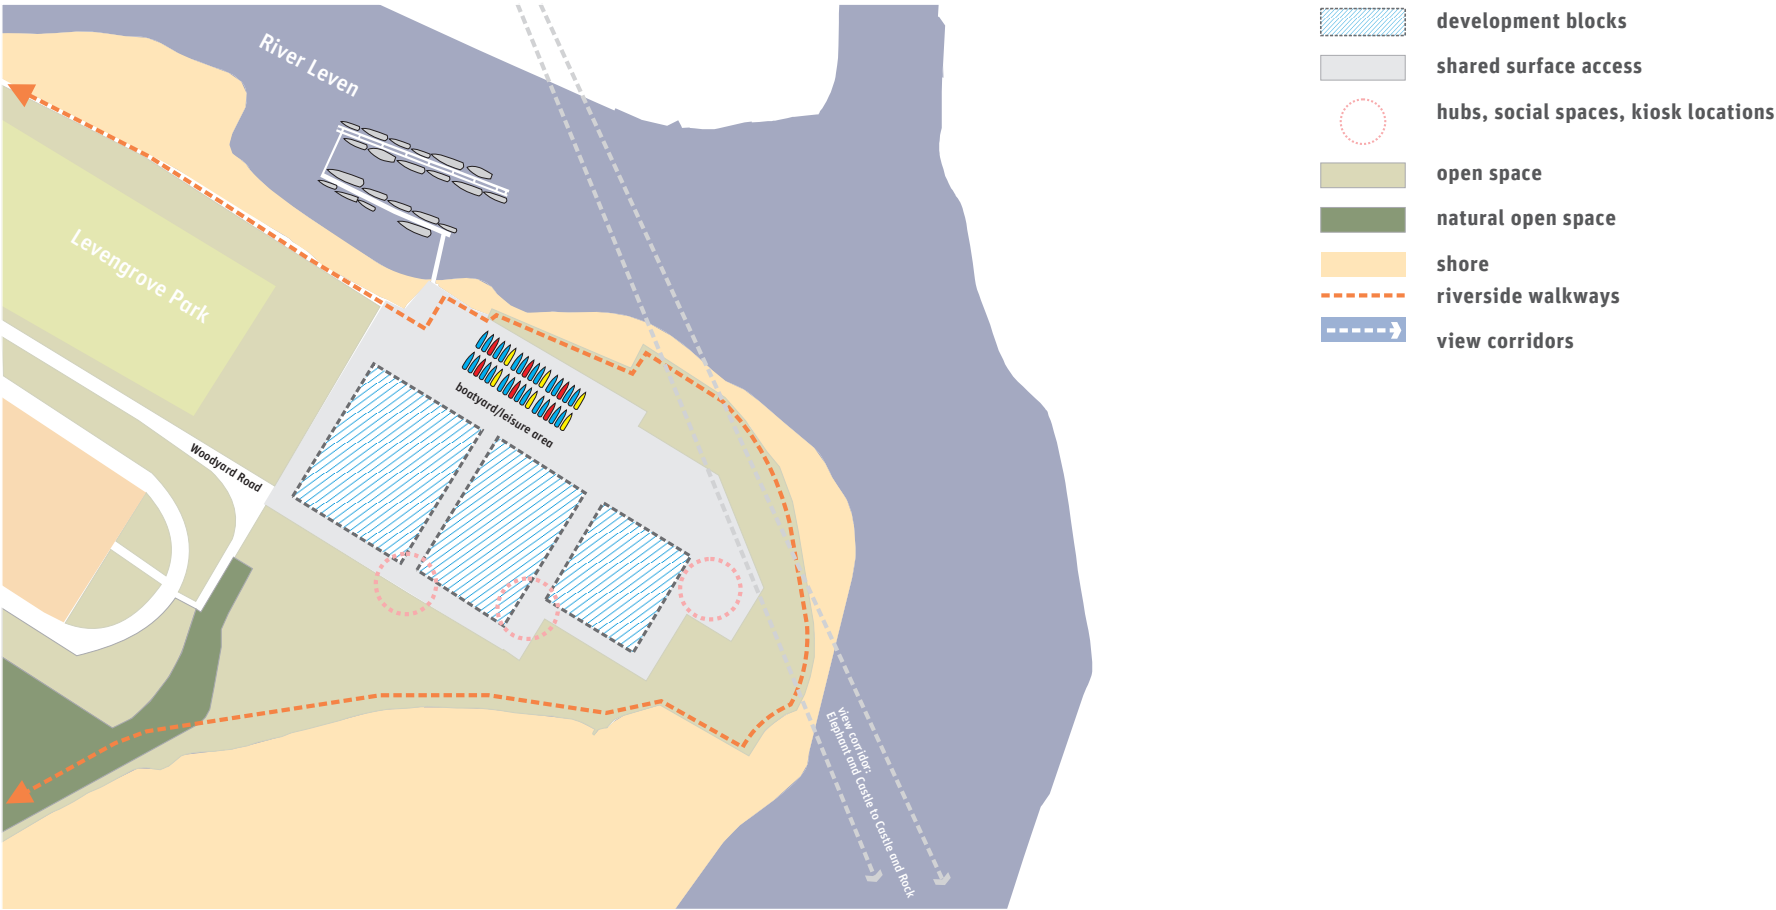 River Leven
Levengrove Park
Woodyard Road
boatyard/leisure area
view corridor:
Elephant and Castle to Castle and Rock
development blocks
shared surface access
hubs, social spaces, kiosk locations
open space
natural open space
shore
riverside walkways
view corridors